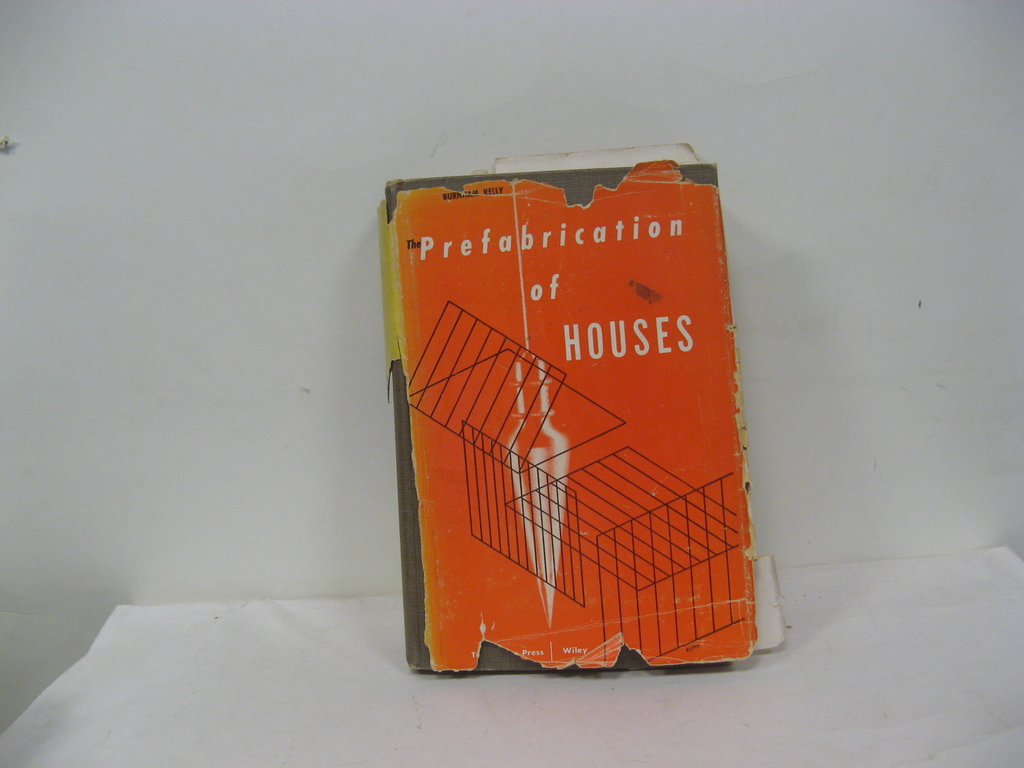 BURNHAM KELLY
The Prefabrication
of
HOUSES
Press | Wiley